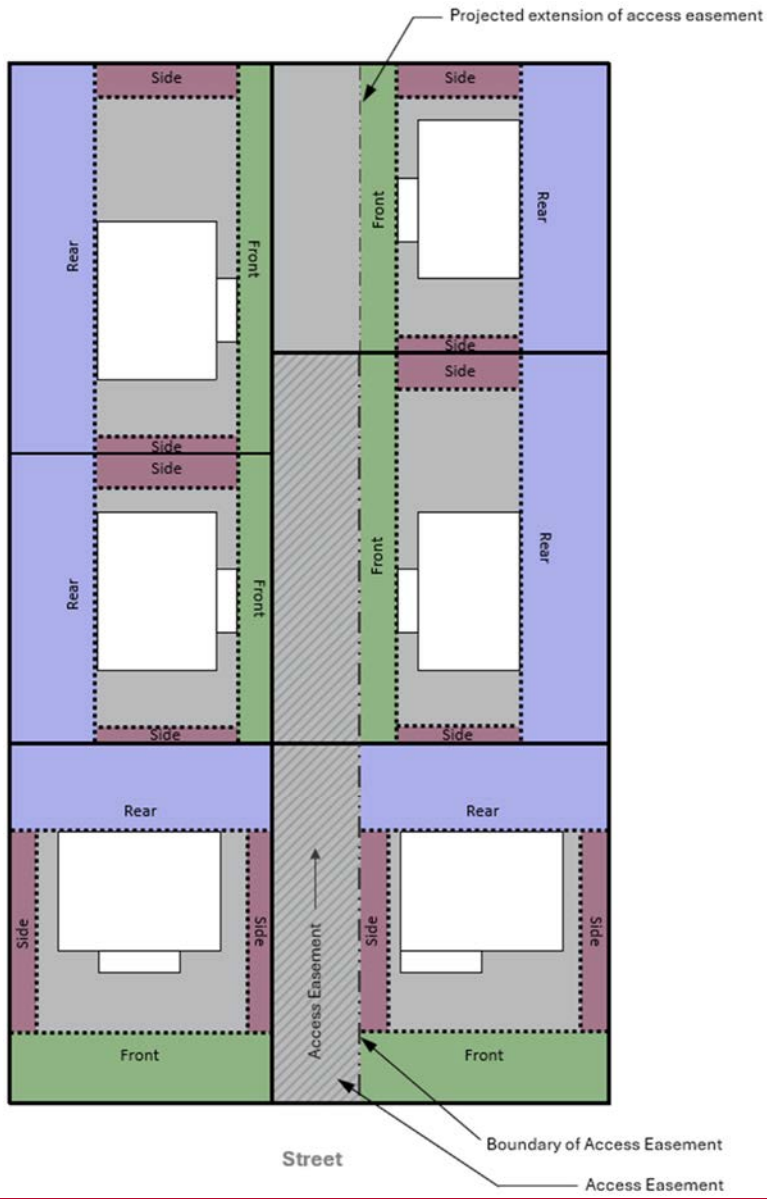 Projected extension of access easement
Side
Side
Rear
Front
Front
Rear
Side
Side
Side
Side
Rear
Front
Front
Rear
Side
Side
Rear
Rear
Side
Side
Access Easement
Side
Side
Front
Front
Boundary of Access Easement
Street
Access Easement